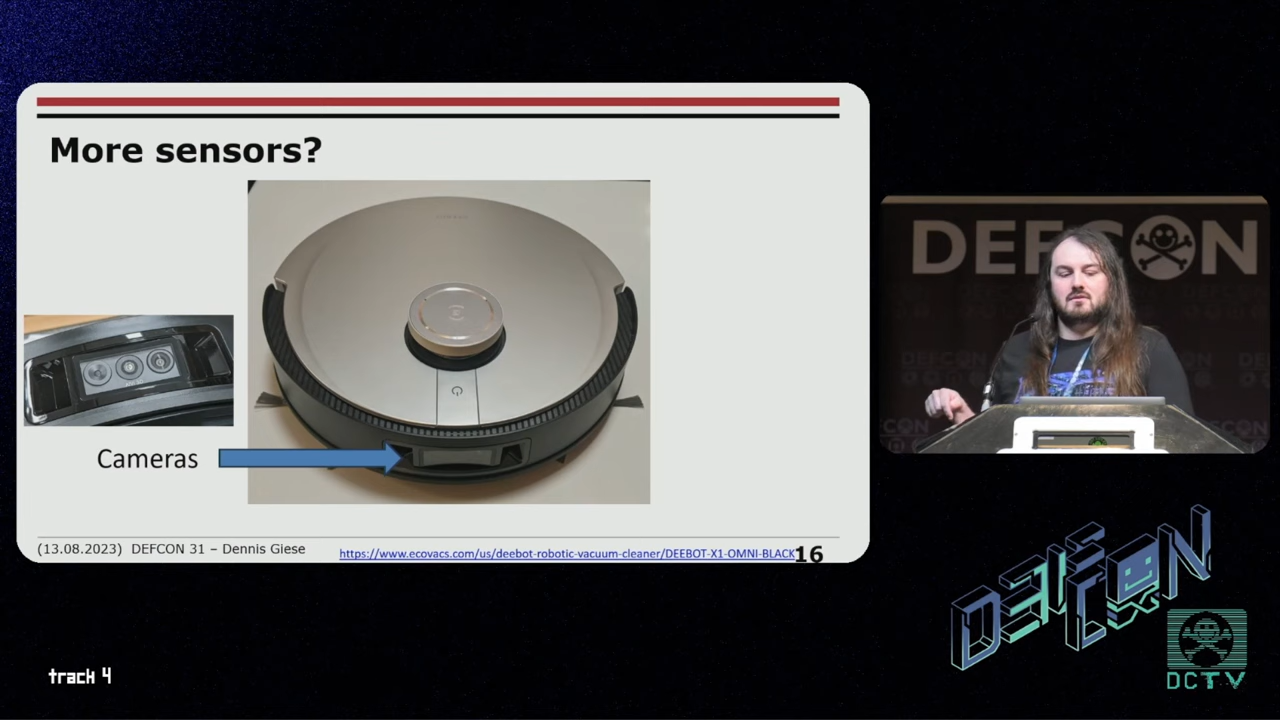 More sensors?
Cameras
(13.08.2023) DEFCON 31 – Dennis Giese
https://www.ecovacs.com/us/deebot-robotic-vacuum-cleaner/DEEBOT-X1-OMNI-BLACK
16
DEFCON
DEFCON
track 4
DCTV